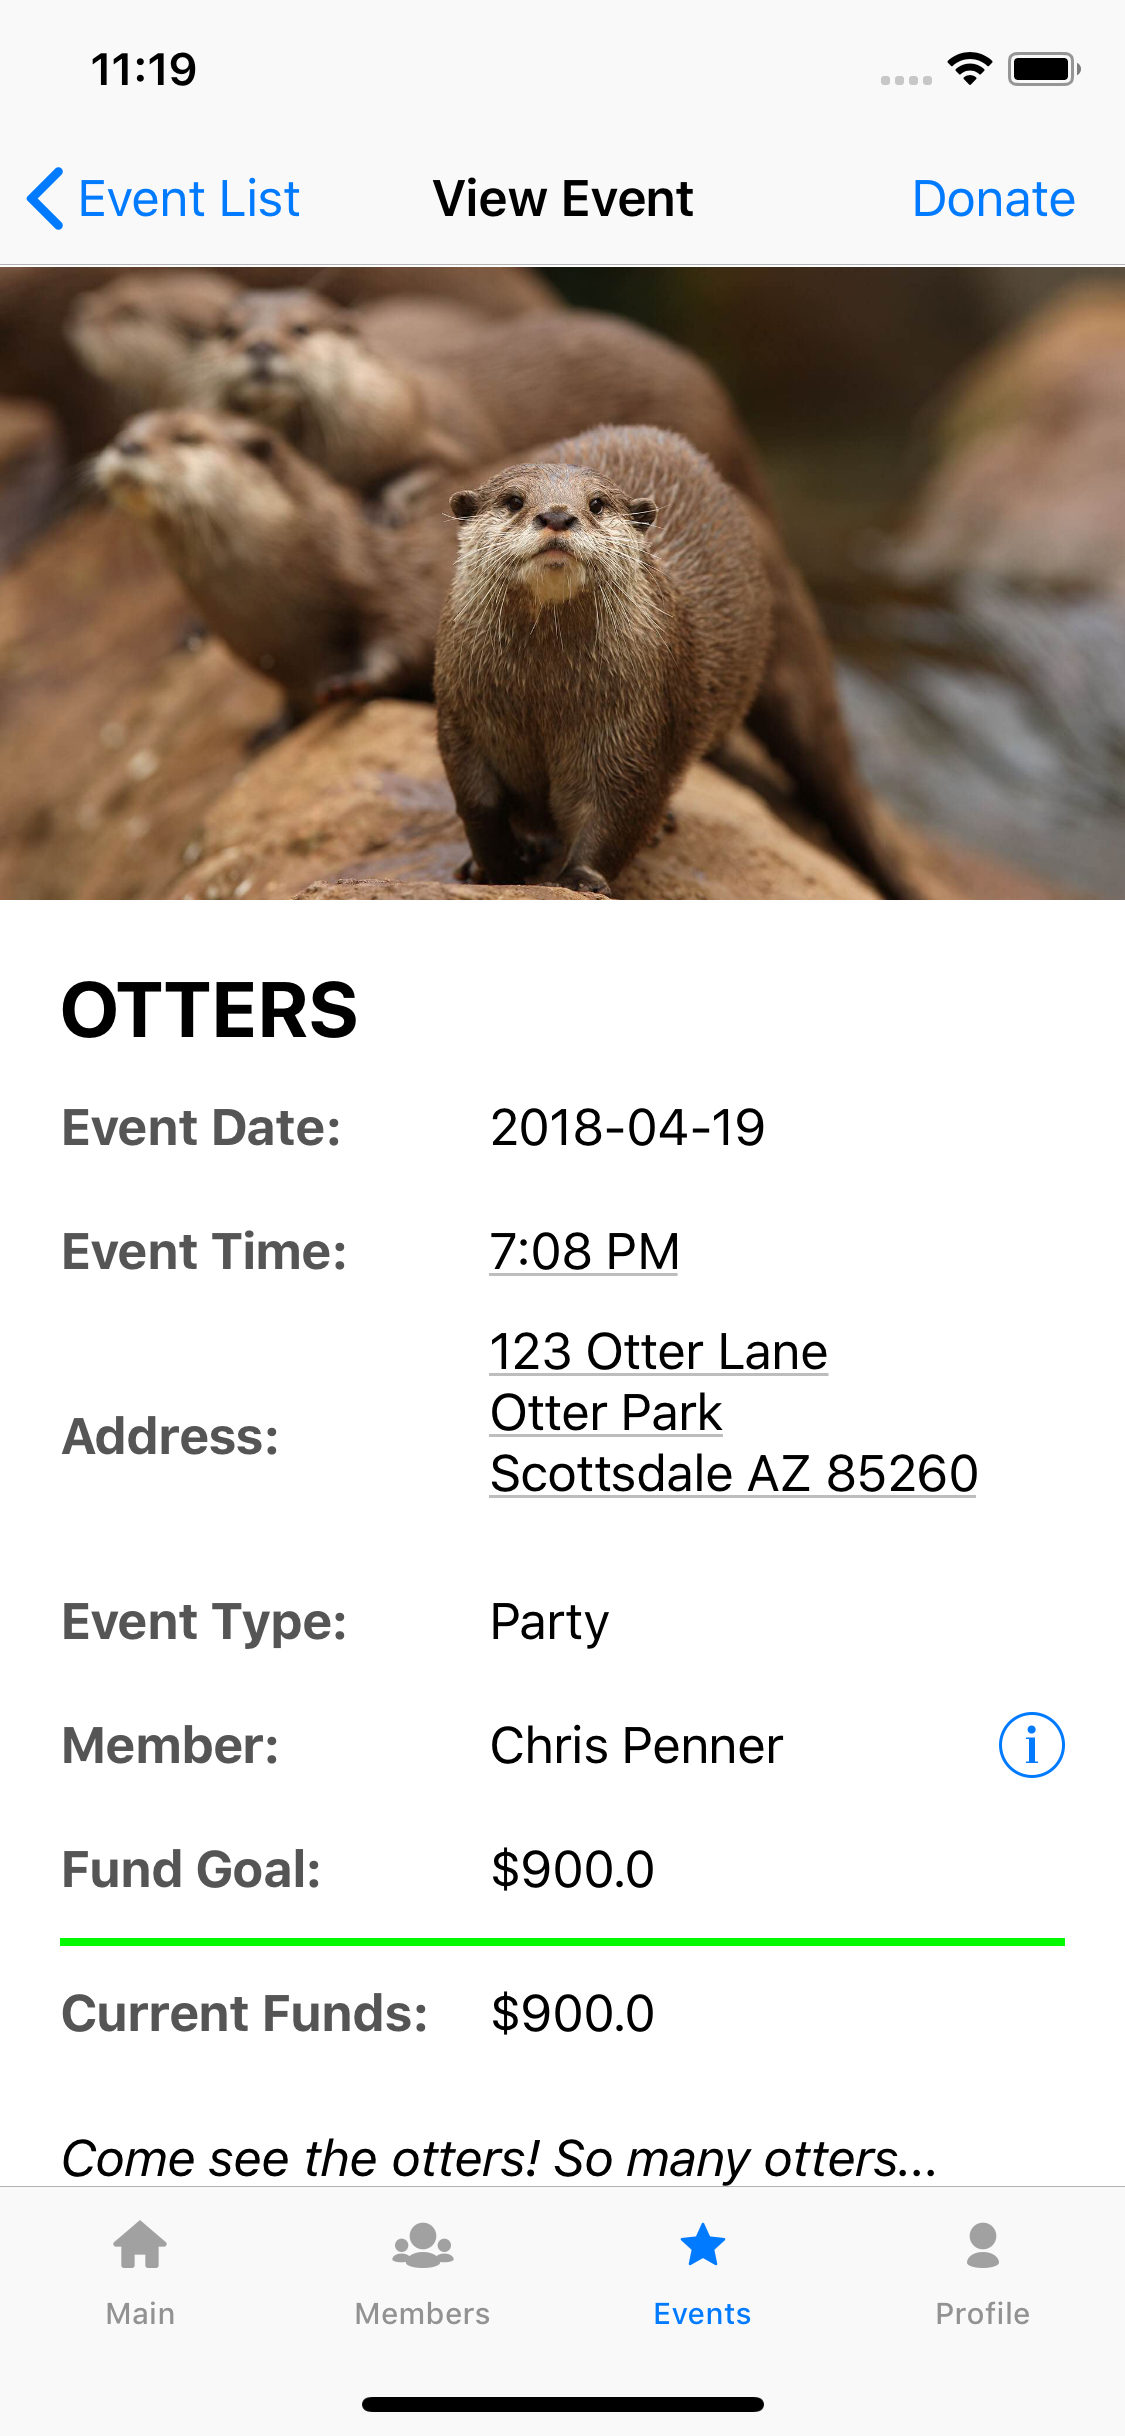 11:19
Event List View Event Donate
OTTERS
Event Date: 2018-04-19
Event Time: 7:08 PM
123 Otter Lane
Otter Park
Address:
Scottsdale AZ 85260
Event Type: Party
Member: Chris Penner i
Fund Goal: $900.0
Current Funds: $900.0
Come see the otters! So many otters...
Main Members Events Profile